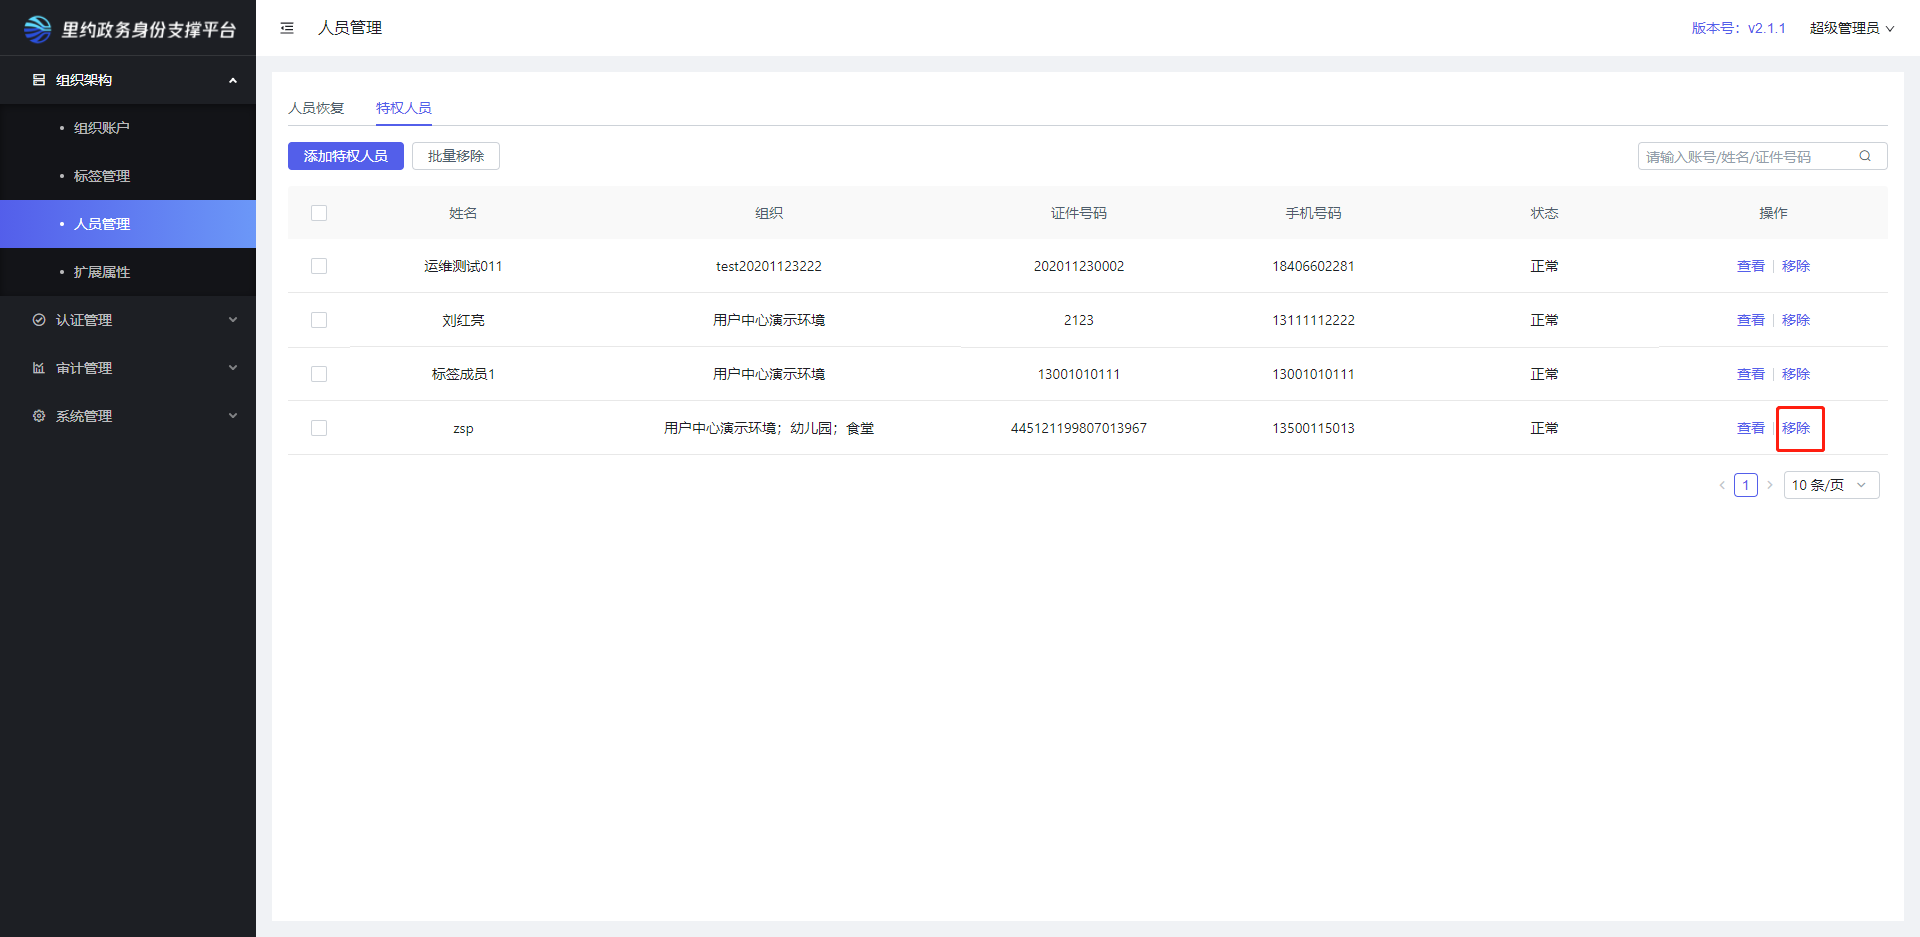 里约政务身份支撑平台
人员管理
版本号：v2.1.1
超级管理员
组织架构
组织账户
标签管理
人员管理
扩展属性
认证管理
审计管理
系统管理
人员恢复
特权人员
添加特权人员
批量移除
请输入账号/姓名/证件号码
姓名 组织 证件号码 手机号码 状态 操作
运维测试011 test20201123222 202011230002 18406602281 正常 查看 移除
刘红亮 用户中心演示环境 2123 13111112222 正常 查看 移除
标签成员1 用户中心演示环境 13001010111 13001010111 正常 查看 移除
zsp 用户中心演示环境；幼儿园；食堂 445121199807013967 13500115013 正常 查看 移除
1
10 条/页